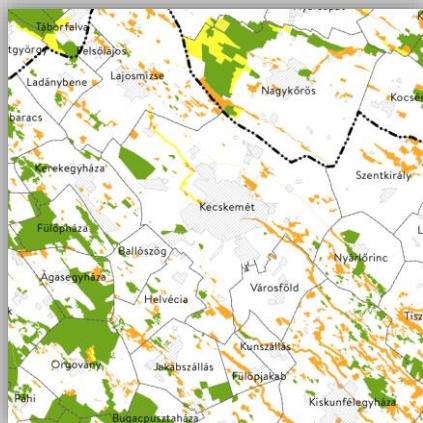 Táborfalva
Felsőlajos
Ladánybene
Lajosmizse
Nagykőrös
Kerekegyháza
Szentkirály
Kecskemét
Fülöpháza
Ballószög
Nyárlőrinc
Ágasegyháza
Városföld
Helvécia
Kunszállás
Orgovány
Jakabszállás
Fülöpjakab
Páhi
Kiskunfélegyháza
Bugacpusztaháza